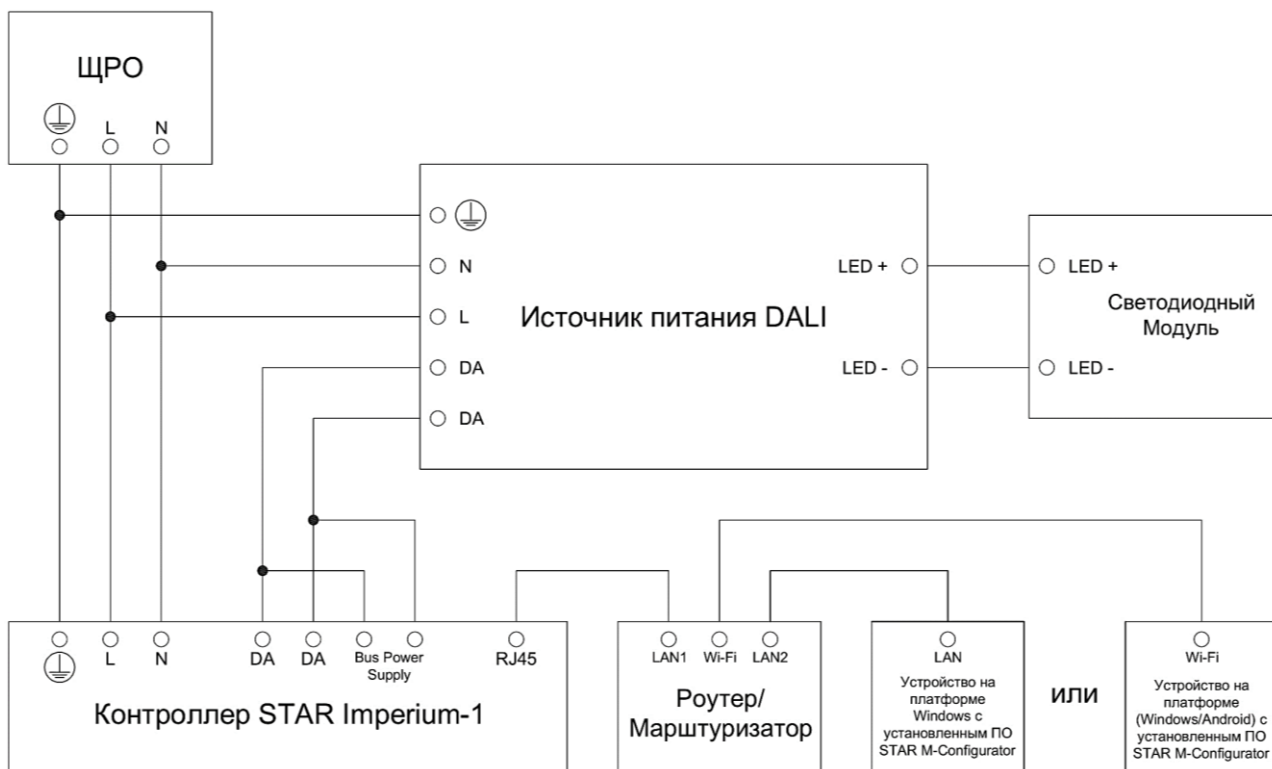 ЩРО
L
N
N
L
DA
DA
Источник питания DALI
LED +
LED -
LED +
LED -
Светодиодный
Модуль
L
N
DA
DA
Bus Power
Supply
RJ45
Контроллер STAR Imperium-1
LAN1
Wi-Fi
LAN2
Роутер/
Марштуризатор
LAN
Устройство на
платформе
Windows с
установленным ПО
STAR M-Configurator
ИЛИ
Wi-Fi
Устройство на
платформе
(Windows/Android) с
установленным ПО
STAR M-Configurator